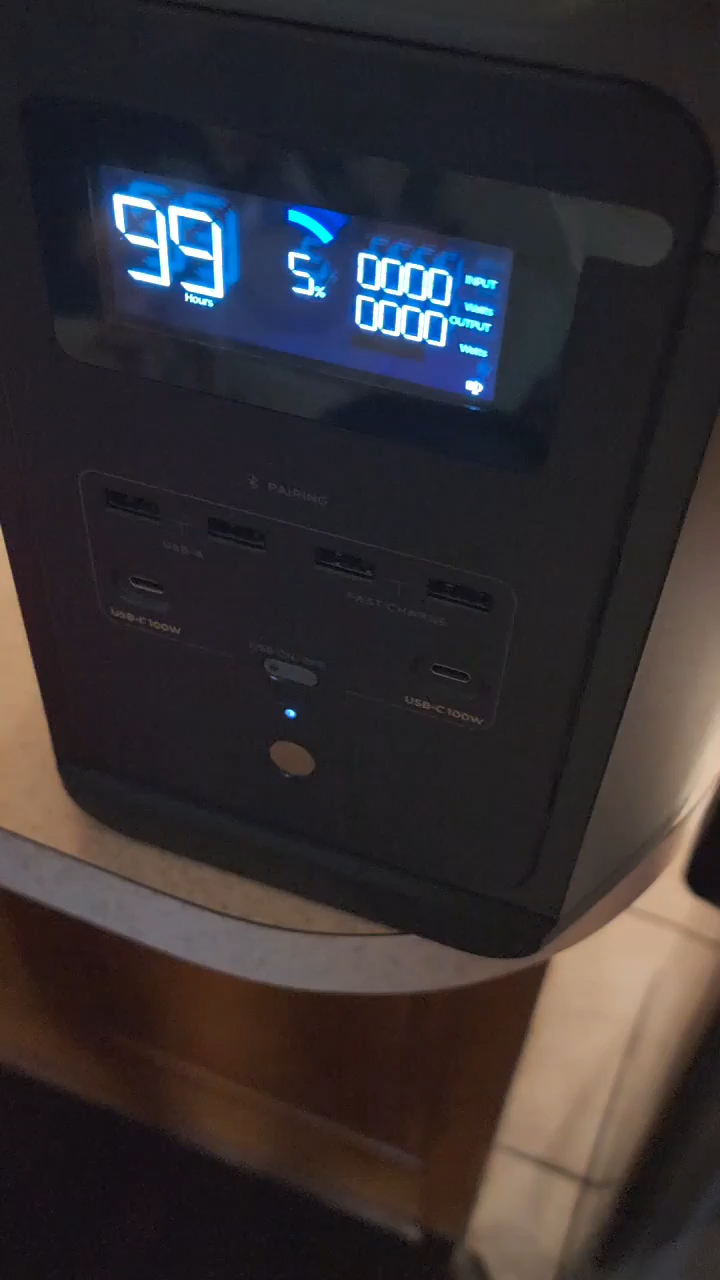 99
Hours
5%
0000 INPUT
Watts
0000 OUTPUT
Watts
PAIRING
USB-A
FAST CHARGE
USB-C 100W
USB ON/OFF
USB-C 100W